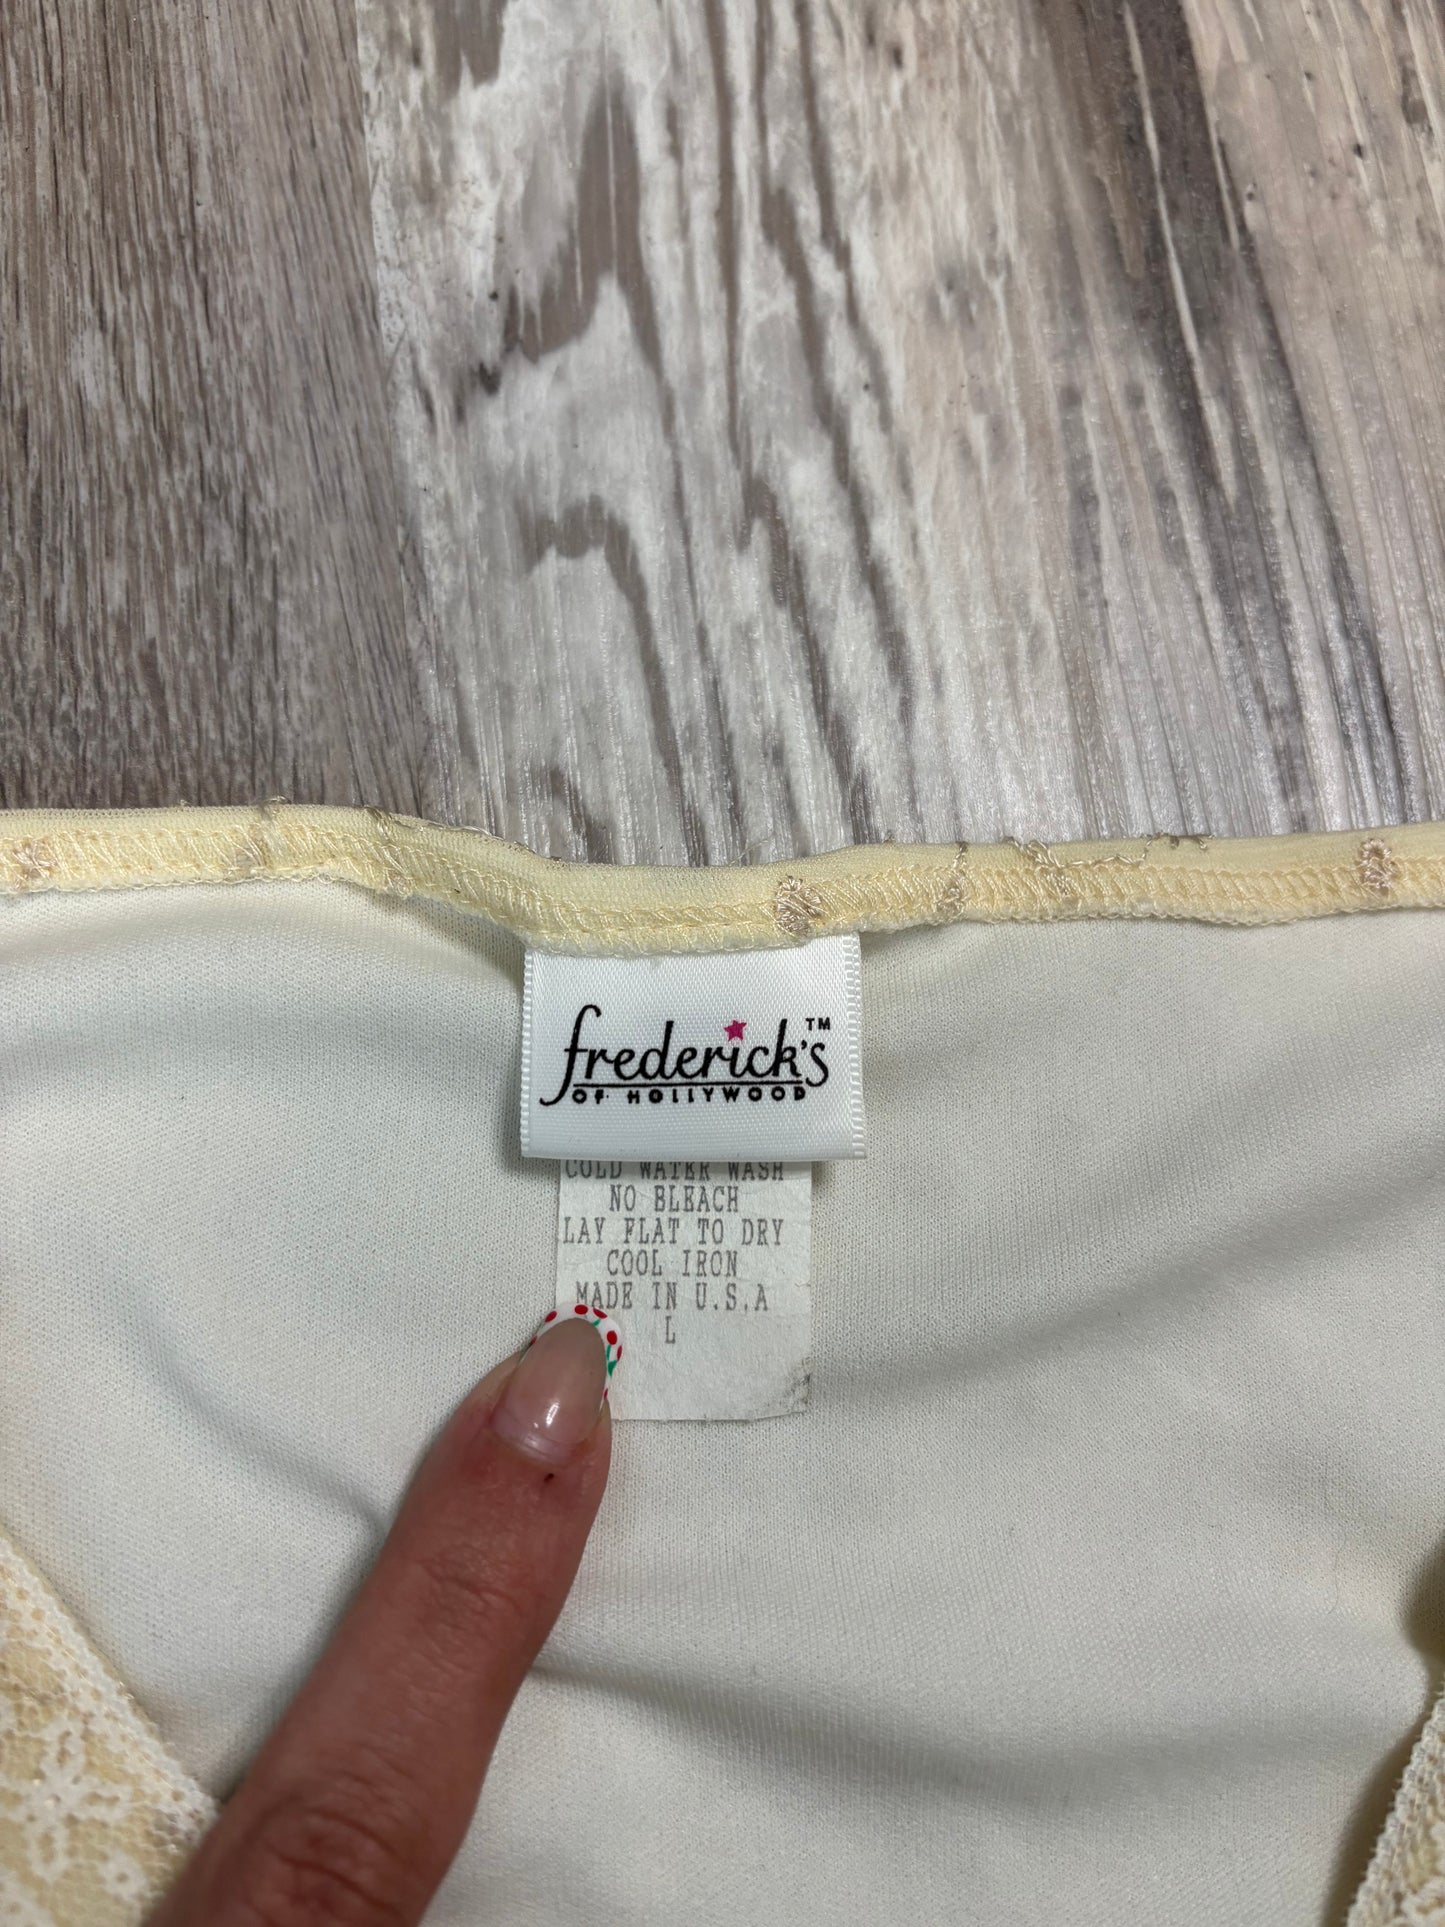 frederick's™
OF HOLLYWOOD
COLD WATER WASH
NO BLEACH
LAY FLAT TO DRY
COOL IRON
MADE IN U.S.A
L